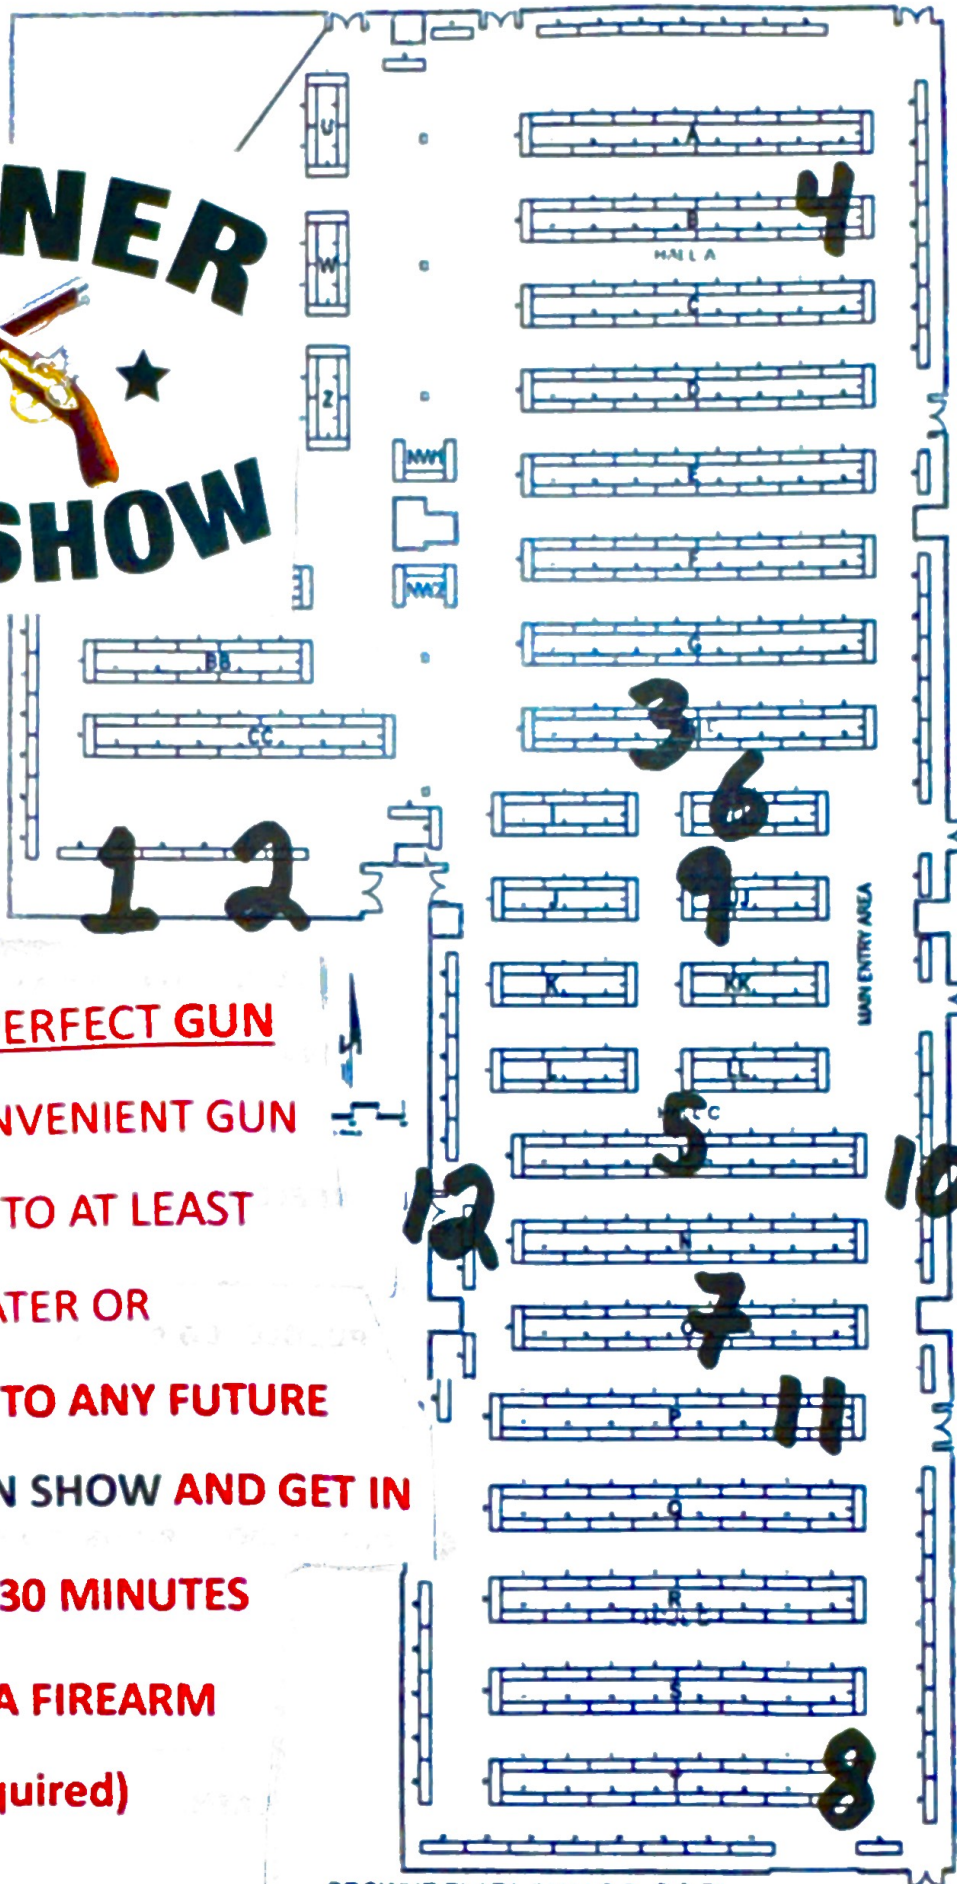 U
A
NER
4
B
HALL A
W
C
Z
D
NW1
E
SHOW
F
NWZ
G
BB
3
CC
6
I
1 2
9
J
MAIN ENTRY AREA
ERFECT GUN
K
KK
L
LL
NVENIENT GUN
C
5
12
10
TO AT LEAST
N
7
ATER OR
O
11
TO ANY FUTURE
P
N SHOW AND GET IN
Q
30 MINUTES
R
A FIREARM
S
8
quired)
T